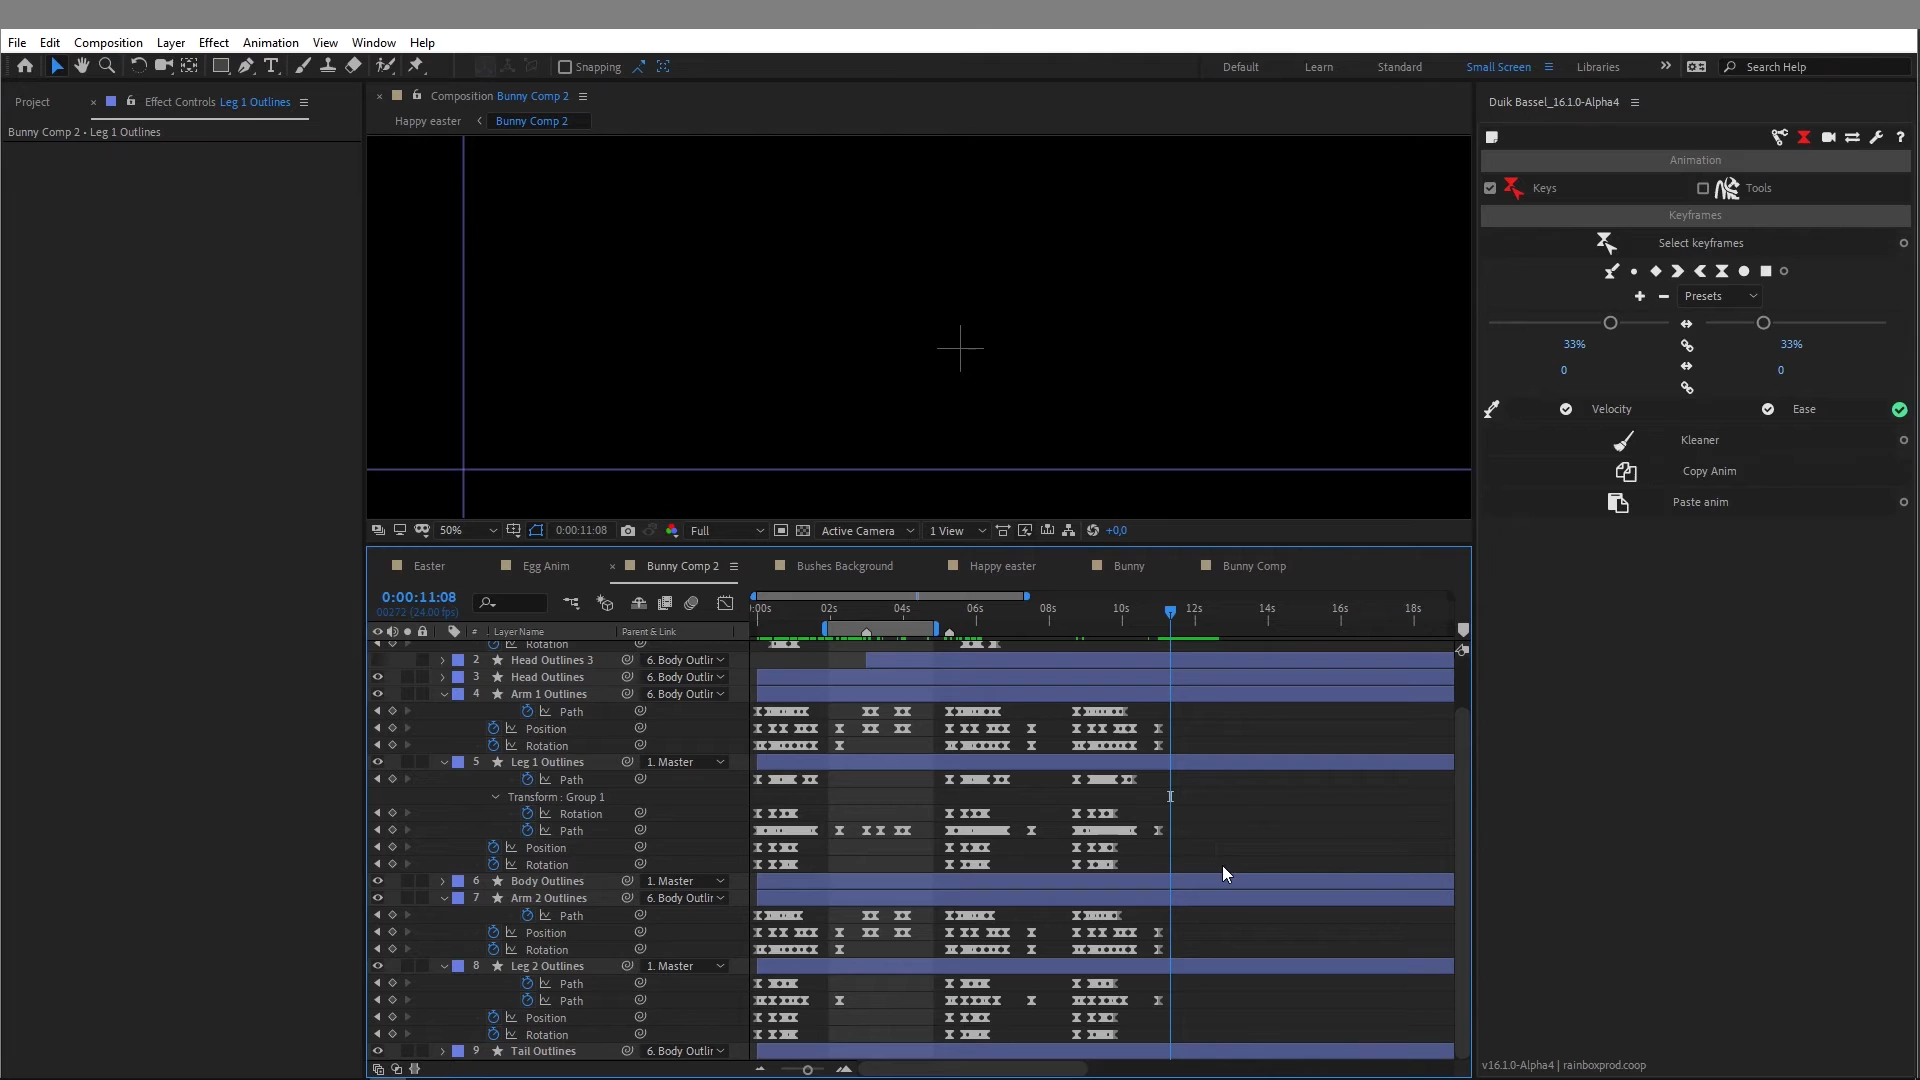 File Edit Composition Layer Effect Animation View Window Help
Snapping Default Learn Standard Small Screen Libraries Search Help
Project Effect Controls Leg 1 Outlines
Bunny Comp 2 • Leg 1 Outlines
Composition Bunny Comp 2
Happy easter Bunny Comp 2
50% 0:00:11:08 Full Active Camera 1 View +0,0
Duik Bassel_16.1.0-Alpha4
Animation
Keys Tools
Keyframes
Select keyframes
Presets
33% 33%
0 0
Velocity Ease
Kleaner
Copy Anim
Paste anim
Easter Egg Anim Bunny Comp 2 Bushes Background Happy easter Bunny Bunny Comp
0:00:11:08
00272 (24.00 fps)
):00s 02s 04s 06s 08s 10s 12s 14s 16s 18s
# Layer Name Parent & Link
Rotation
2 Head Outlines 3 6. Body Outlir
3 Head Outlines 6. Body Outlir
4 Arm 1 Outlines 6. Body Outlir
Path
Position
Rotation
5 Leg 1 Outlines 1. Master
Path
Transform : Group 1
Rotation
Path
Position
Rotation
6 Body Outlines 1. Master
7 Arm 2 Outlines 6. Body Outlir
Path
Position
Rotation
8 Leg 2 Outlines 1. Master
Path
Path
Position
Rotation
9 Tail Outlines 6. Body Outlir
v16.1.0-Alpha4 | rainboxprod.coop